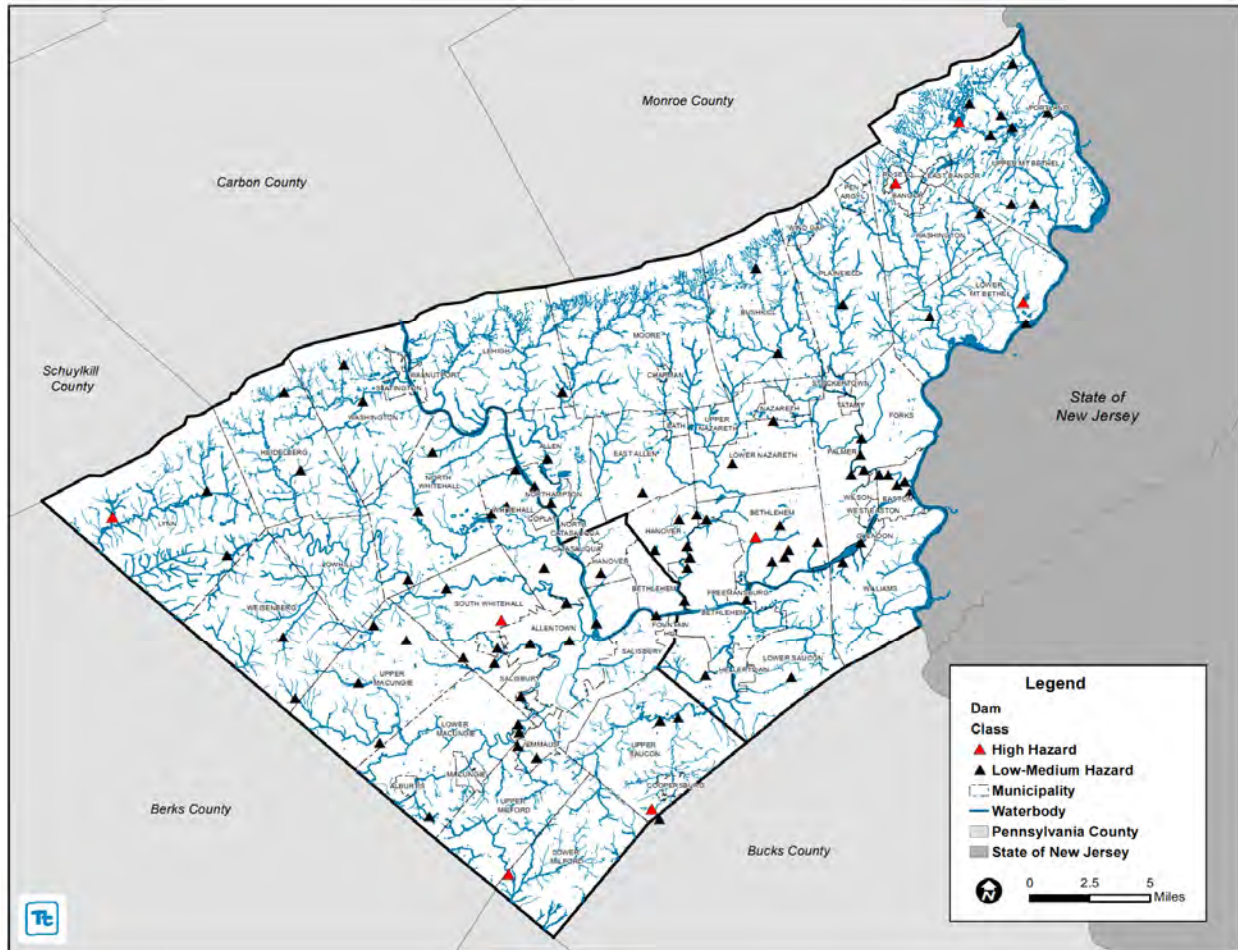 Monroe County
Carbon County
Schuylkill
County
Berks County
Bucks County
State of
New Jersey
PORTLAND
UPPER MT BETHEL
EAST BANGOR
BANGOR
PEN
ARGYL
WIND GAP
WASHINGTON
PLAINFIELD
LOWER
MT BETHEL
BUSHKILL
MOORE
LEHIGH
CHAPMAN
WALNUTPORT
SLATINGTON
WASHINGTON
STOCKERTOWN
TATAMY
FORKS
NAZARETH
UPPER
NAZARETH
BATH
ALLEN
EAST ALLEN
LOWER NAZARETH
PALMER
HEIDELBERG
NORTH
WHITEHALL
NORTHAMPTON
WILSON
EASTON
WEST EASTON
LYNN
WHITEHALL
COPLAY
NORTH
CATASAUQUA
CATASAUQUA
HANOVER
BETHLEHEM
GLENDON
LOWHILL
HANOVER
WEISENBERG
BETHLEHEM
FREEMANSBURG
WILLIAMS
SOUTH WHITEHALL
BETHLEHEM
ALLENTOWN
FOUNTAIN
HILL
SALISBURY
LOWER SAUCON
HELLERTOWN
UPPER
MACUNGIE
SALISBURY
LOWER
MACUNGIE
EMMAUS
UPPER
SAUCON
MACUNGIE
ALBURTIS
COOPERSBURG
UPPER
MILFORD
LOWER
MILFORD
Legend
Dam
Class
High Hazard
Low-Medium Hazard
Municipality
Waterbody
Pennsylvania County
State of New Jersey
N
0 2.5 5
Miles
Tt